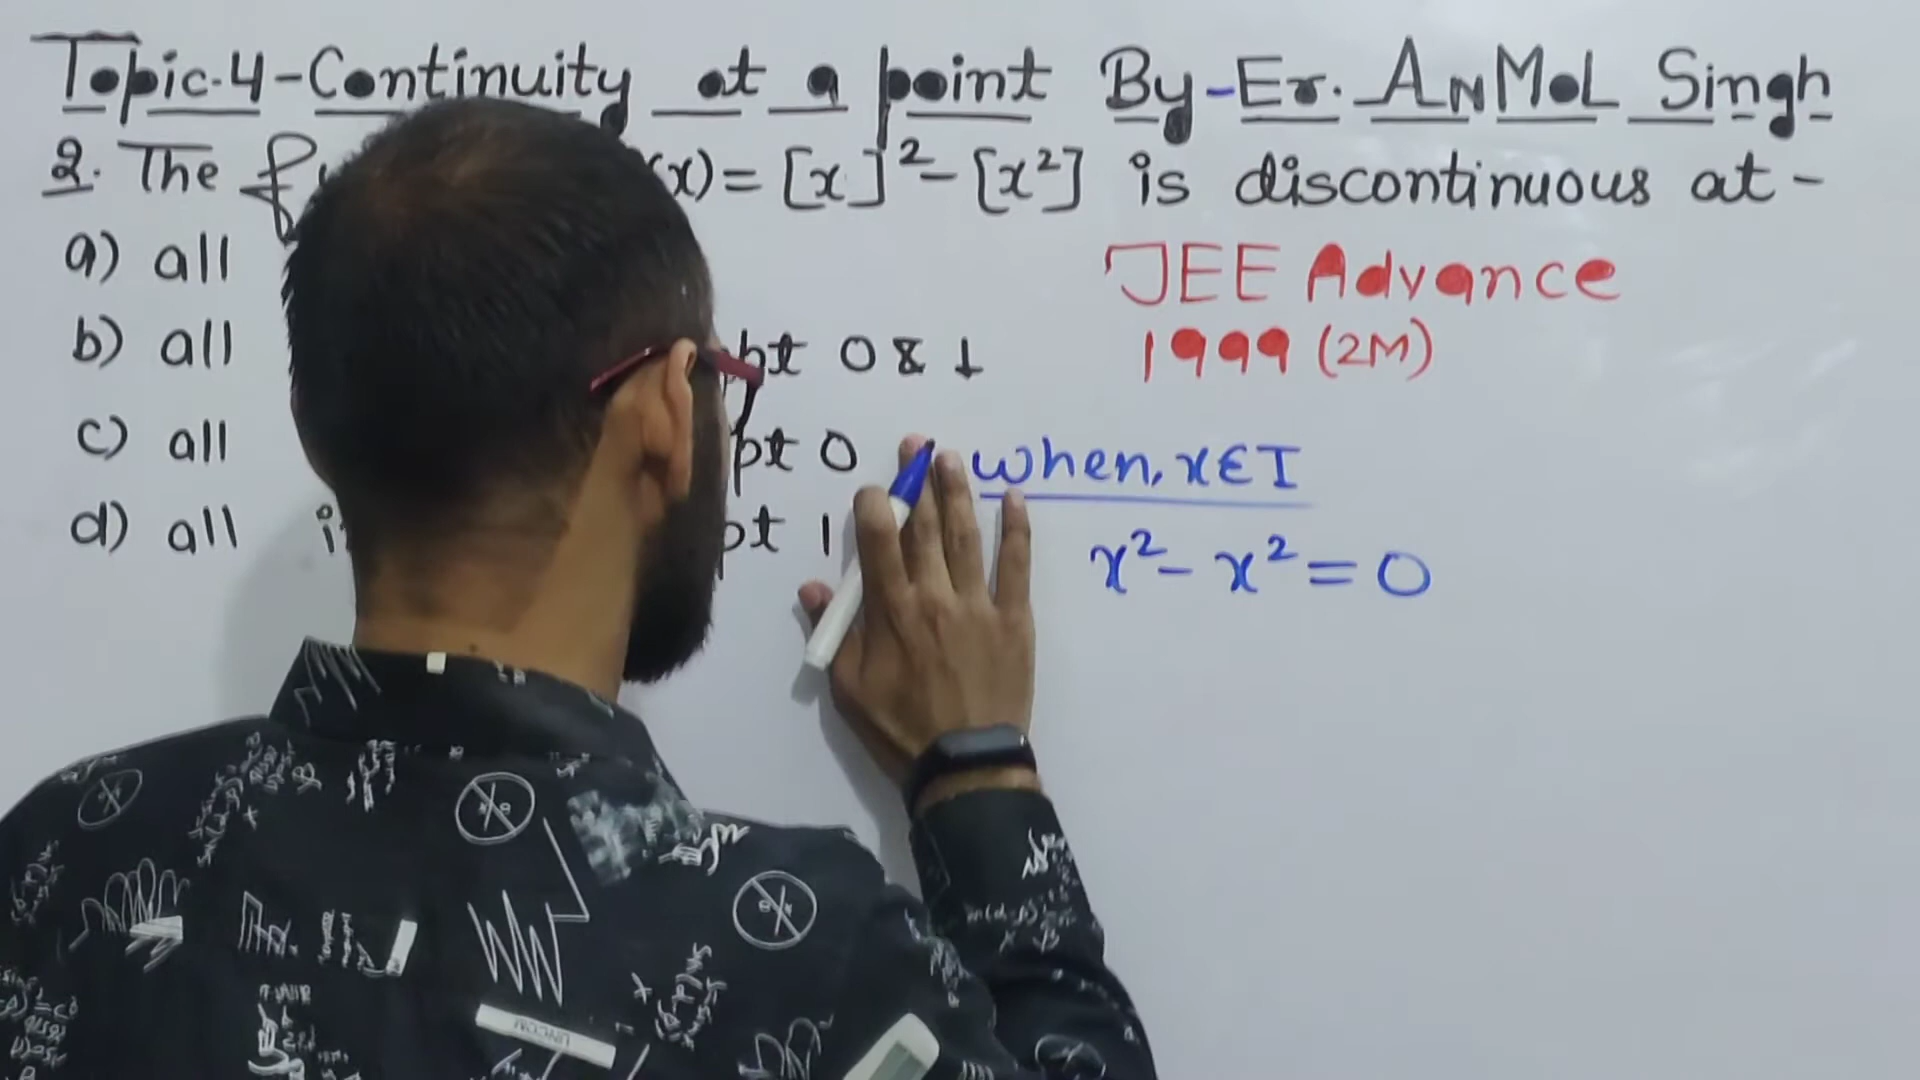 Topic.4-Continuity at a point By-Er. ANMOL Singh
2. The (x) = [x]² - [x²] is discontinuous at -
a) all
JEE Advance
b) all pt 0 & 1
1999 (2M)
c) all pt 0
when, x∈I
d) all pt 1
x² - x² = 0